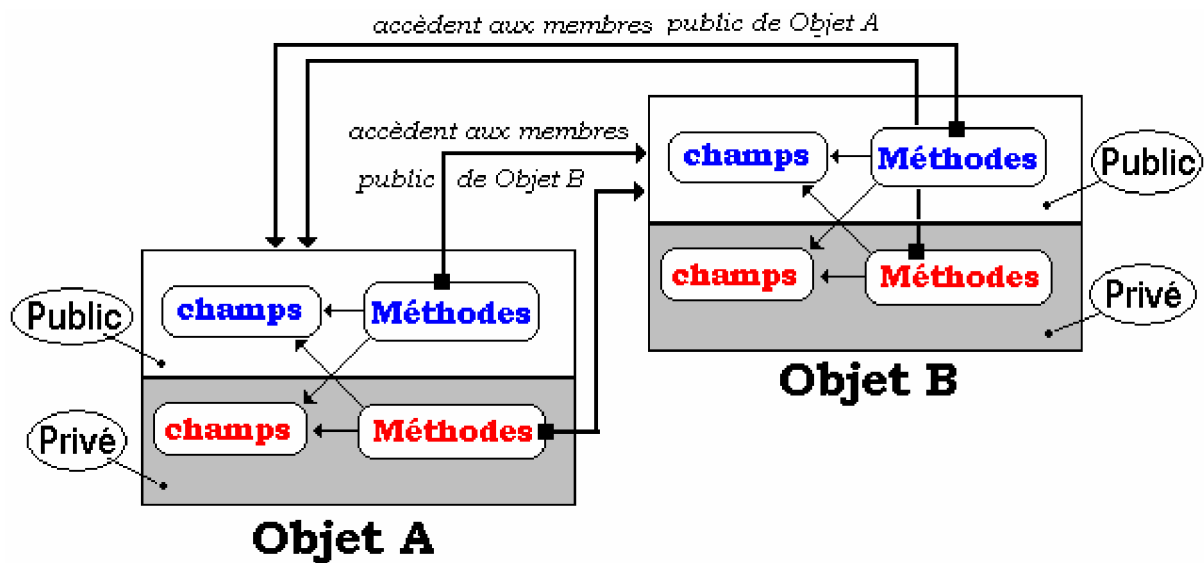 accèdent aux membres public de Objet A
accèdent aux membres
public de Objet B
champs
Méthodes
Public
champs
Méthodes
Privé
Objet B
champs
Méthodes
Public
champs
Méthodes
Privé
Objet A